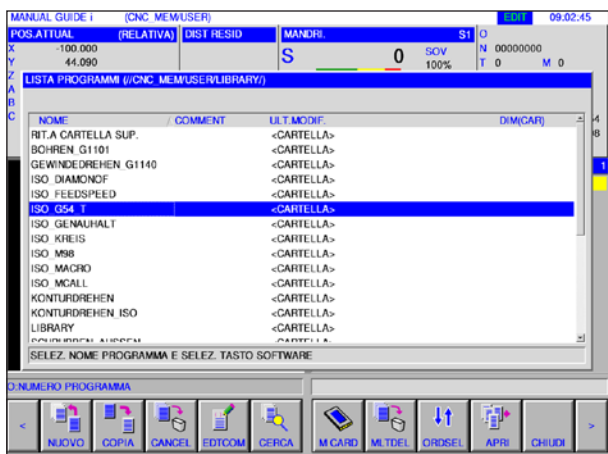 MANUAL GUIDE i (CNC_MEM/USER) EDIT 09.02:45
POS.ATTUAL (RELATIVA) DIST RESID MANDRI. S1 O
X -100.000 S 0 SOV N 00000000
Y 44.090 100% T 0 M 0
Z LISTA PROGRAMMI (//CNC_MEM/USER/LIBRARY/)
A
B
C NOME / COMMENT ULT.MODIF. DIM(CAR)
RIT.A CARTELLA SUP. <CARTELLA>
BOHREN_G1101 <CARTELLA>
GEWINDEDREHEN_G1140 <CARTELLA>
ISO_DIAMONOF <CARTELLA>
ISO_FEEDSPEED <CARTELLA>
ISO_G54_T <CARTELLA>
ISO_GENAUHALT <CARTELLA>
ISO_KREIS <CARTELLA>
ISO_M98 <CARTELLA>
ISO_MACRO <CARTELLA>
ISO_MCALL <CARTELLA>
KONTURDREHEN <CARTELLA>
KONTURDREHEN_ISO <CARTELLA>
LIBRARY <CARTELLA>
SELEZ. NOME PROGRAMMA E SELEZ. TASTO SOFTWARE
O:NUMERO PROGRAMMA
< NUOVO COPIA CANCEL EDTCOM CERCA M CARD MLTDEL ORDSEL APRI CHIUDI >